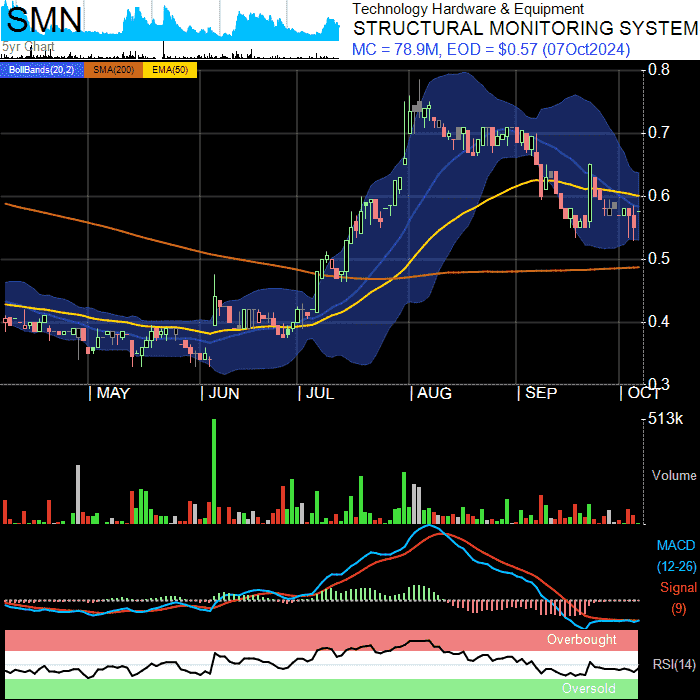 SMN
5yr Chart
Technology Hardware & Equipment
STRUCTURAL MONITORING SYSTEM
MC = 78.9M, EOD = $0.57 (07Oct2024)
BollBands(20,2) SMA(200) EMA(50)
0.8
0.7
0.6
0.5
0.4
0.3
MAY JUN JUL AUG SEP OCT
513k
Volume
MACD
(12-26)
Signal
(9)
Overbought
RSI(14)
Oversold